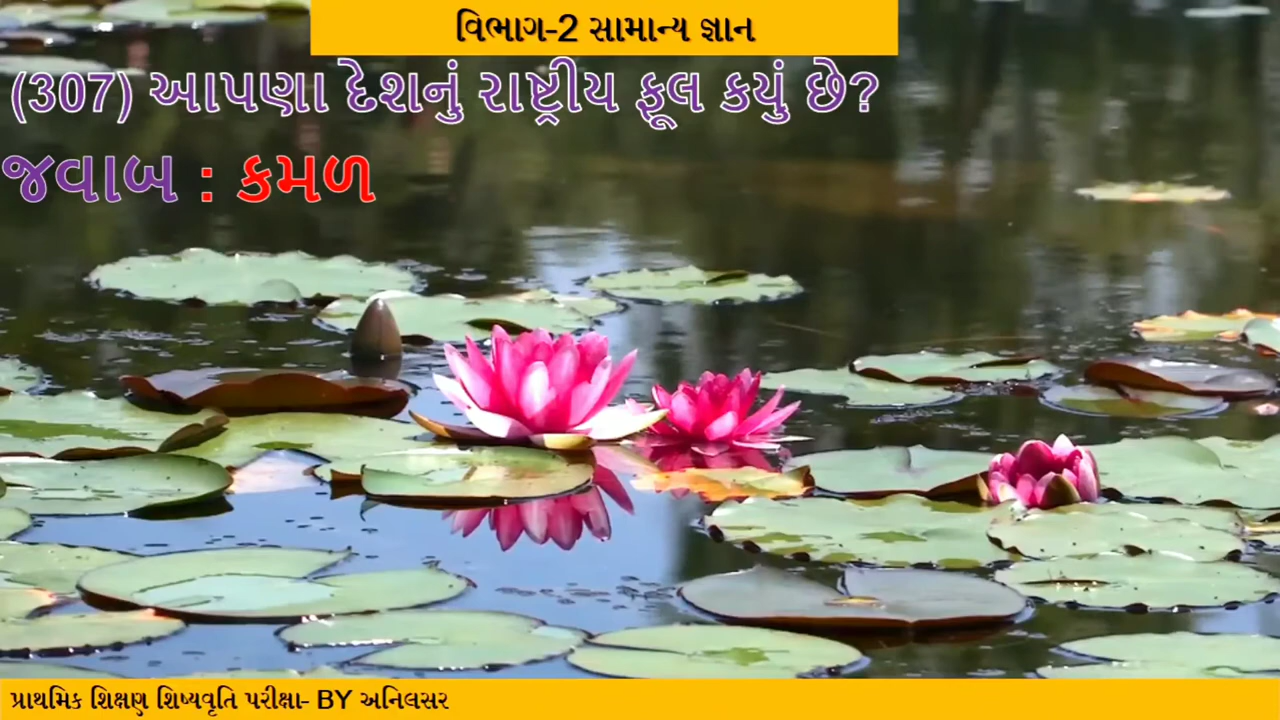 વિભાગ-2 સામાન્ય જ્ઞાન
(307) આપણા દેશનું રાષ્ટ્રીય ફૂલ કયું છે?
જવાબ : કમળ
પ્રાથમિક શિક્ષણ શિષ્યવૃતિ પરીક્ષા- BY અનિલસર